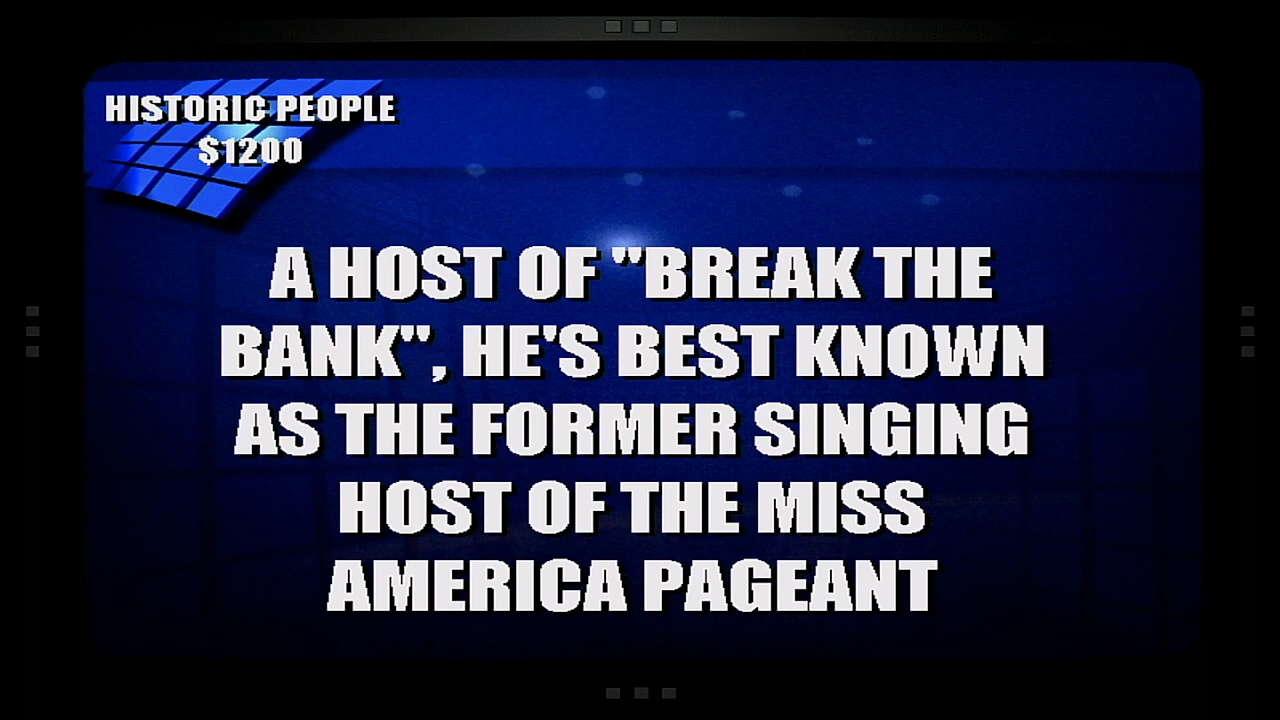 HISTORIC PEOPLE
$1200
A HOST OF "BREAK THE
BANK", HE'S BEST KNOWN
AS THE FORMER SINGING
HOST OF THE MISS
AMERICA PAGEANT